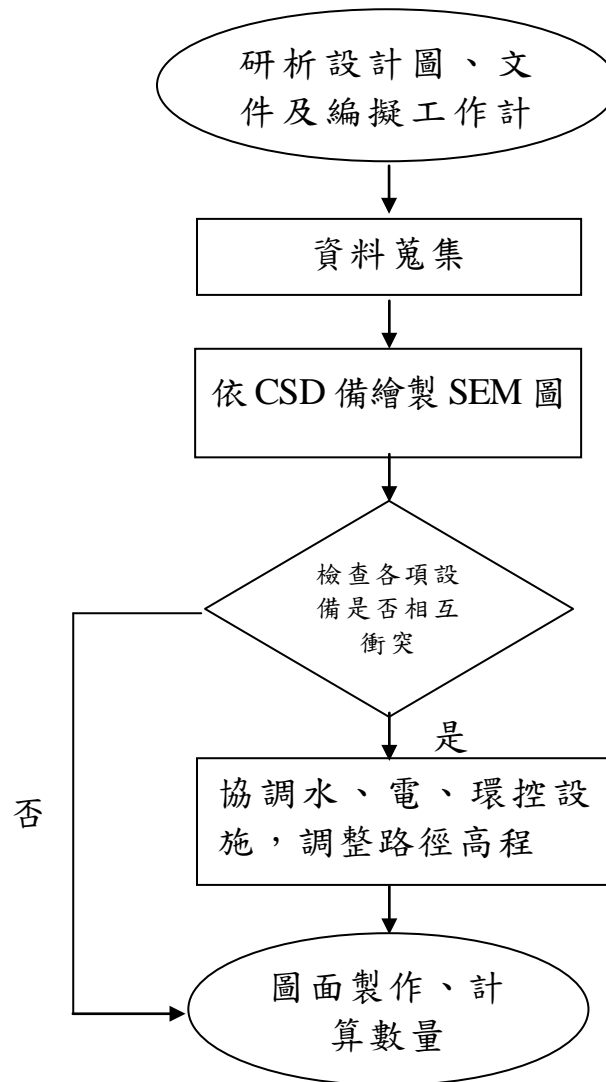 研析設計圖、文
件及編擬工作計
資料蒐集
依CSD備繪製SEM圖
檢查各項設
備是否相互
衝突
是
否
協調水、電、環控設
施，調整路徑高程
圖面製作、計
算數量